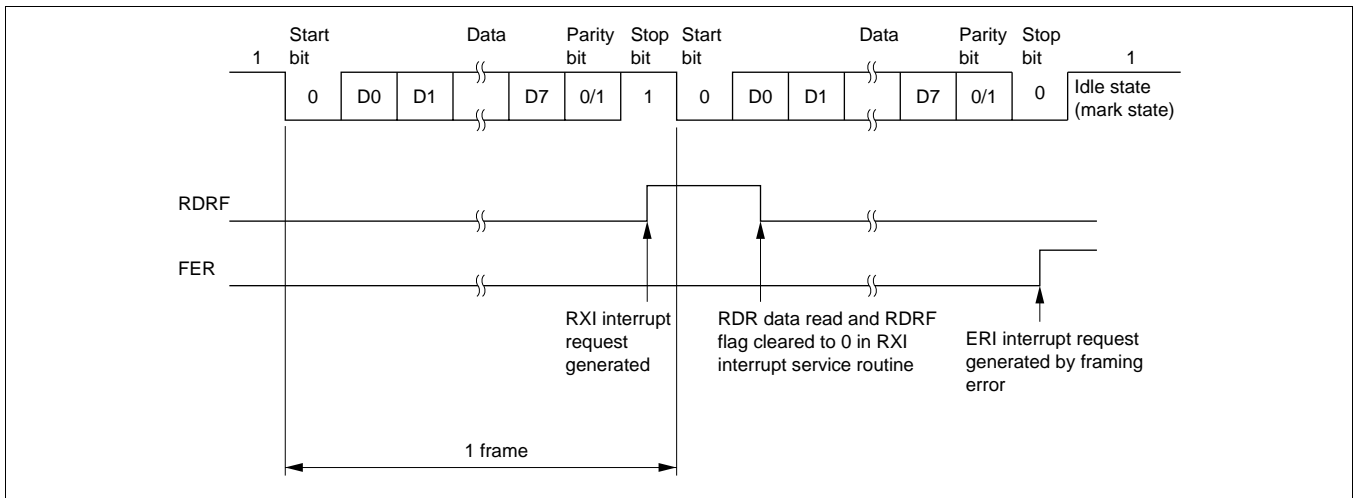 Start bit
Data
Parity bit
Stop bit
Start bit
Data
Parity bit
Stop bit
1
1
0
D0
D1
D7
0/1
1
0
D0
D1
D7
0/1
0
Idle state
(mark state)
RDRF
FER
RXI interrupt
request
generated
RDR data read and RDRF
flag cleared to 0 in RXI
interrupt service routine
ERI interrupt request
generated by framing
error
1 frame